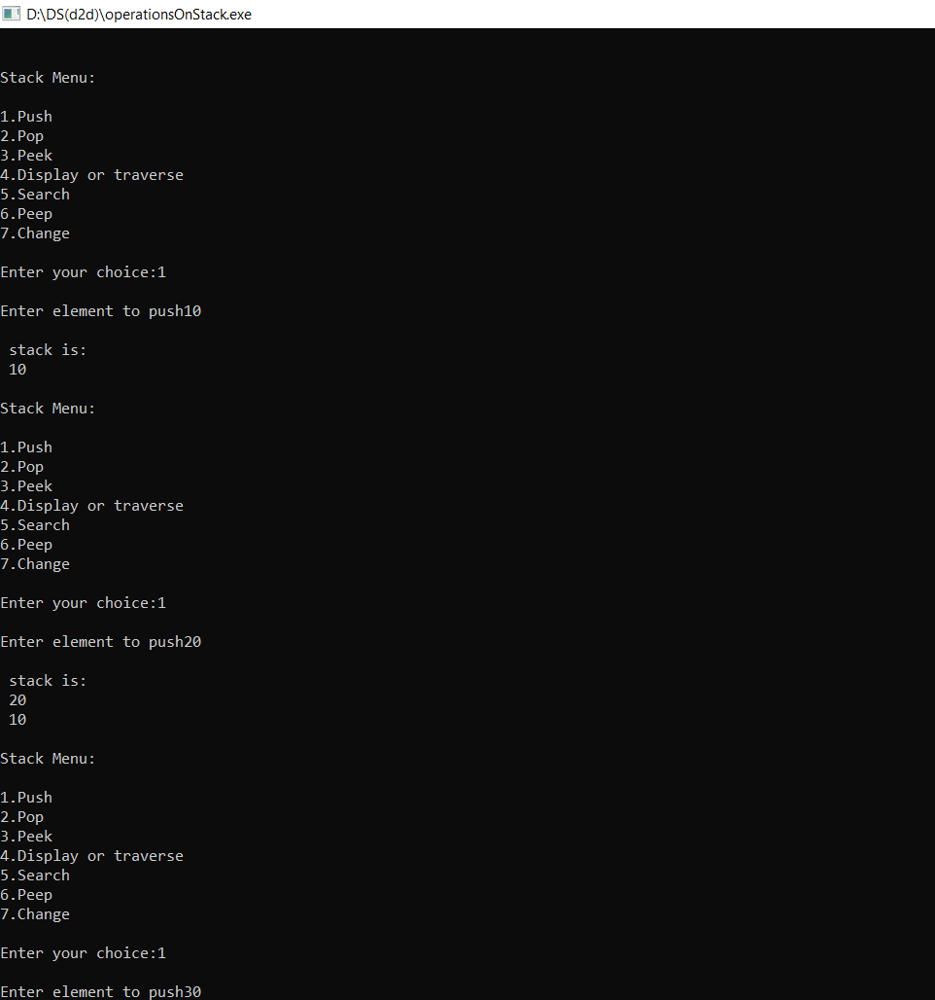 D:\DS(d2d)\operationsOnStack.exe
Stack Menu:
1.Push
2.Pop
3.Peek
4.Display or traverse
5.Search
6.Peep
7.Change
Enter your choice:1
Enter element to push10
stack is:
10
Stack Menu:
1.Push
2.Pop
3.Peek
4.Display or traverse
5.Search
6.Peep
7.Change
Enter your choice:1
Enter element to push20
stack is:
20
10
Stack Menu:
1.Push
2.Pop
3.Peek
4.Display or traverse
5.Search
6.Peep
7.Change
Enter your choice:1
Enter element to push30